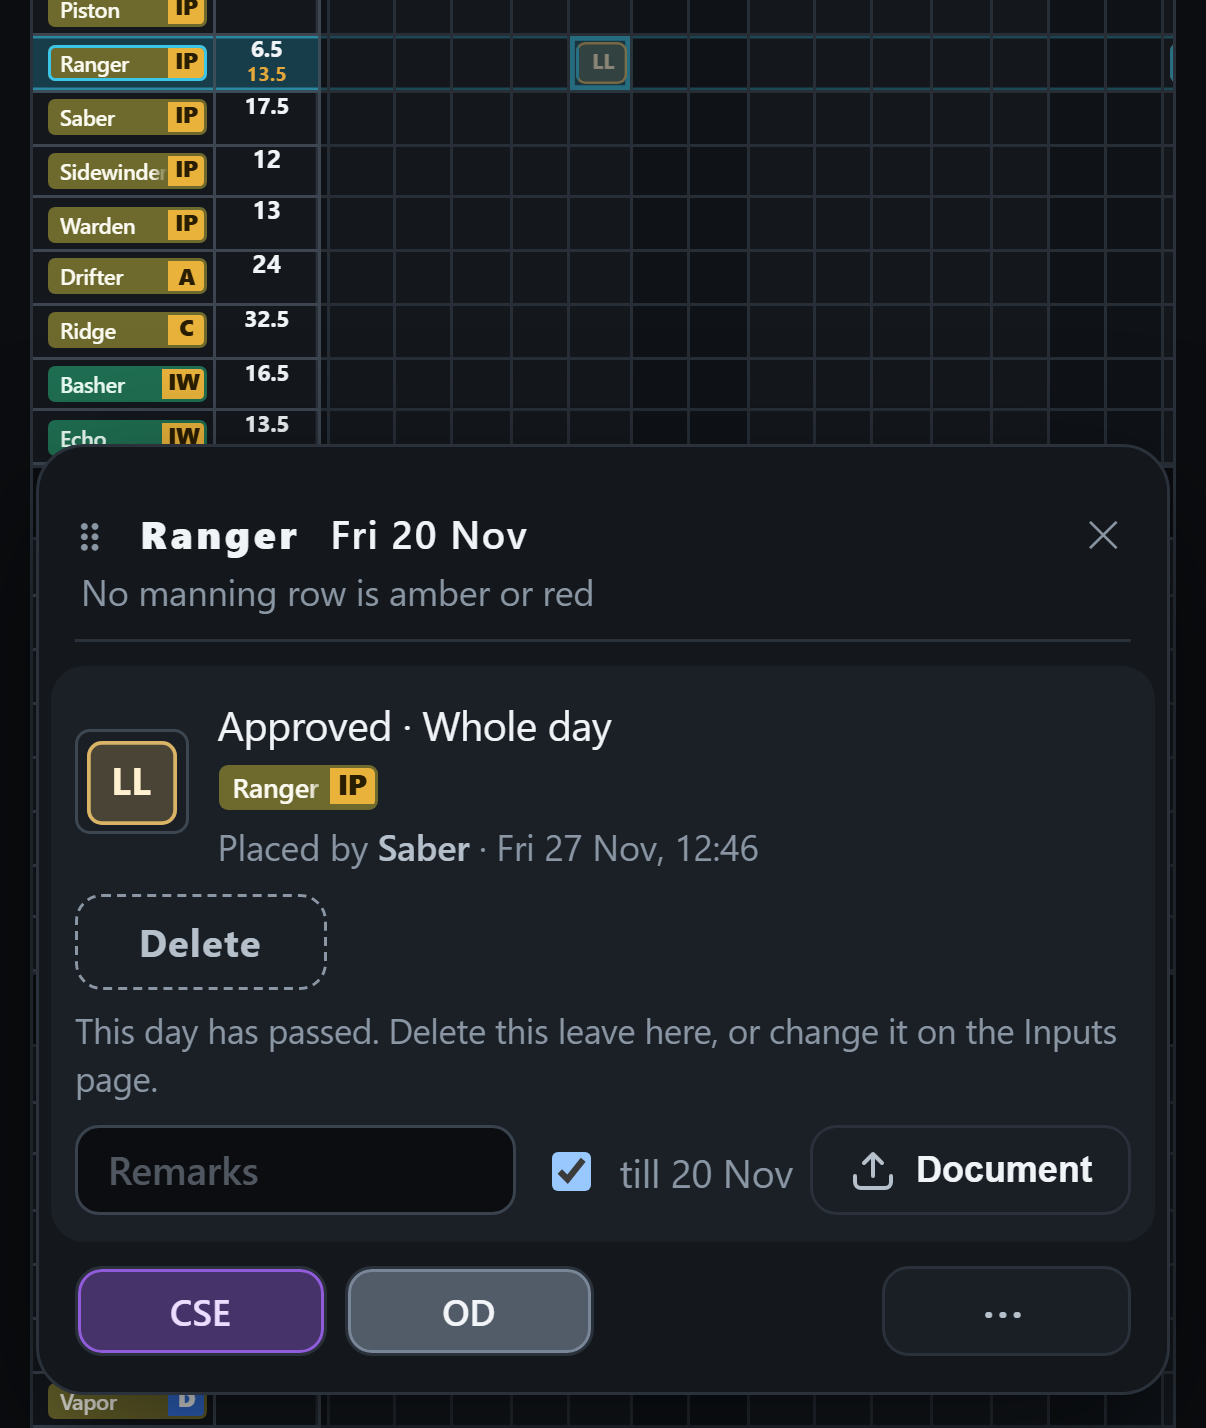 Piston IP
Ranger IP 6.5 LL
13.5
Saber IP 17.5
Sidewinder IP 12
Warden IP 13
Drifter A 24
Ridge C 32.5
Basher IW 16.5
Echo IW 13.5
Ranger Fri 20 Nov
No manning row is amber or red
Approved · Whole day
LL
Ranger IP
Placed by Saber · Fri 27 Nov, 12:46
Delete
This day has passed. Delete this leave here, or change it on the Inputs
page.
Remarks till 20 Nov Document
CSE OD ...
Vapor D